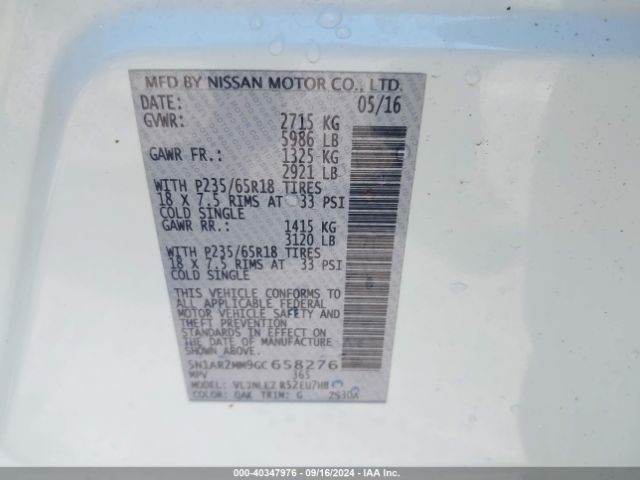 MFD BY NISSAN MOTOR CO., LTD.
DATE: 05/16
GVWR: 2715 KG
5986 LB
GAWR FR.: 1325 KG
2921 LB
WITH P235/65R18 TIRES
18 X 7.5 RIMS AT 33 PSI
COLD SINGLE
GAWR RR.: 1415 KG
3120 LB
WITH P235/65R18 TIRES
18 X 7.5 RIMS AT 33 PSI
COLD SINGLE
THIS VEHICLE CONFORMS TO
ALL APPLICABLE FEDERAL
MOTOR VEHICLE SAFETY AND
THEFT PREVENTION
STANDARDS IN EFFECT ON
THE DATE OF MANUFACTURE
SHOWN ABOVE.
5N1AR2MM9GC658276
MPV 365
MODEL:
COLOR: QAK TRIM: G 2S30A
000-40347976 - 09/16/2024 - IAA Inc.